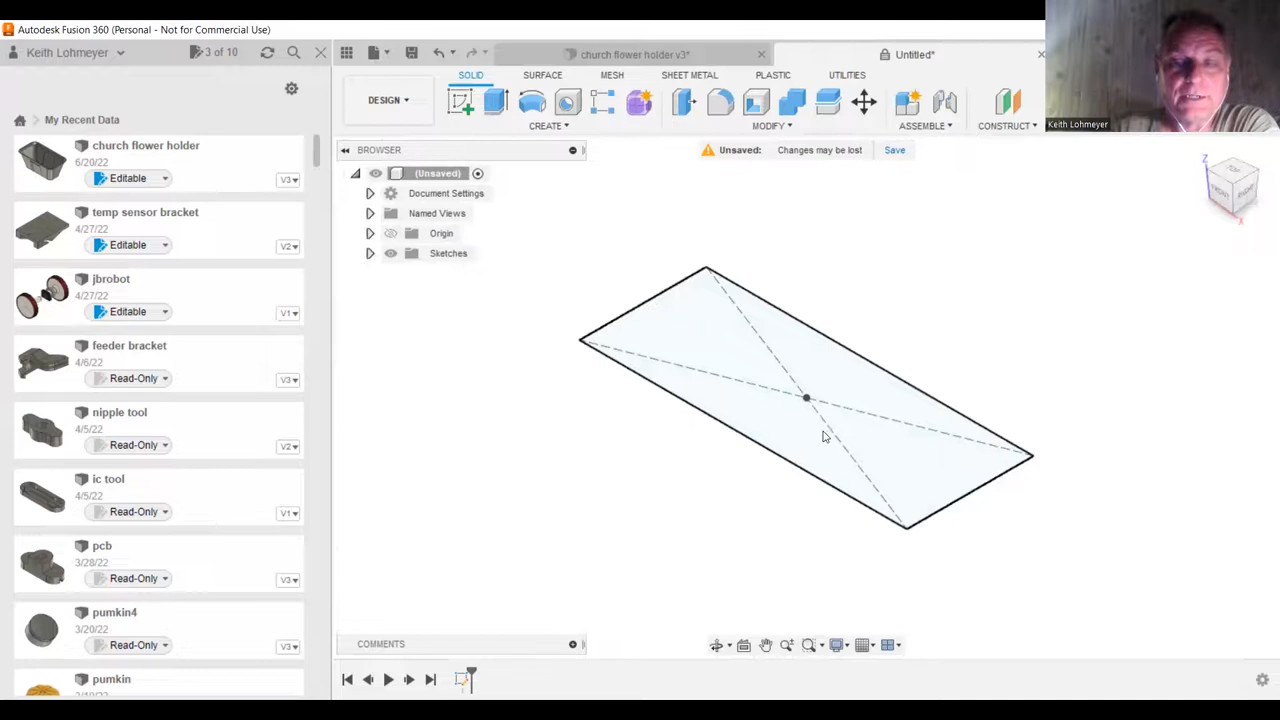 Autodesk Fusion 360 (Personal - Not for Commercial Use)
Keith Lohmeyer
3 of 10
church flower holder v3*
Untitled*
My Recent Data
DESIGN
SOLID
SURFACE
MESH
SHEET METAL
PLASTIC
UTILITIES
CREATE
MODIFY
ASSEMBLE
CONSTRUCT
Keith Lohmeyer
BROWSER
Unsaved: Changes may be lost Save
(Unsaved)
Document Settings
Named Views
Origin
Sketches
church flower holder
6/20/22
Editable
V3
temp sensor bracket
4/27/22
Editable
V2
jbrobot
4/27/22
Editable
V1
feeder bracket
4/6/22
Read-Only
V3
nipple tool
4/5/22
Read-Only
V2
ic tool
4/5/22
Read-Only
V1
pcb
3/28/22
Read-Only
V3
pumkin4
3/20/22
Read-Only
V3
pumkin
Z
TOP
FRONT
RIGHT
X
COMMENTS